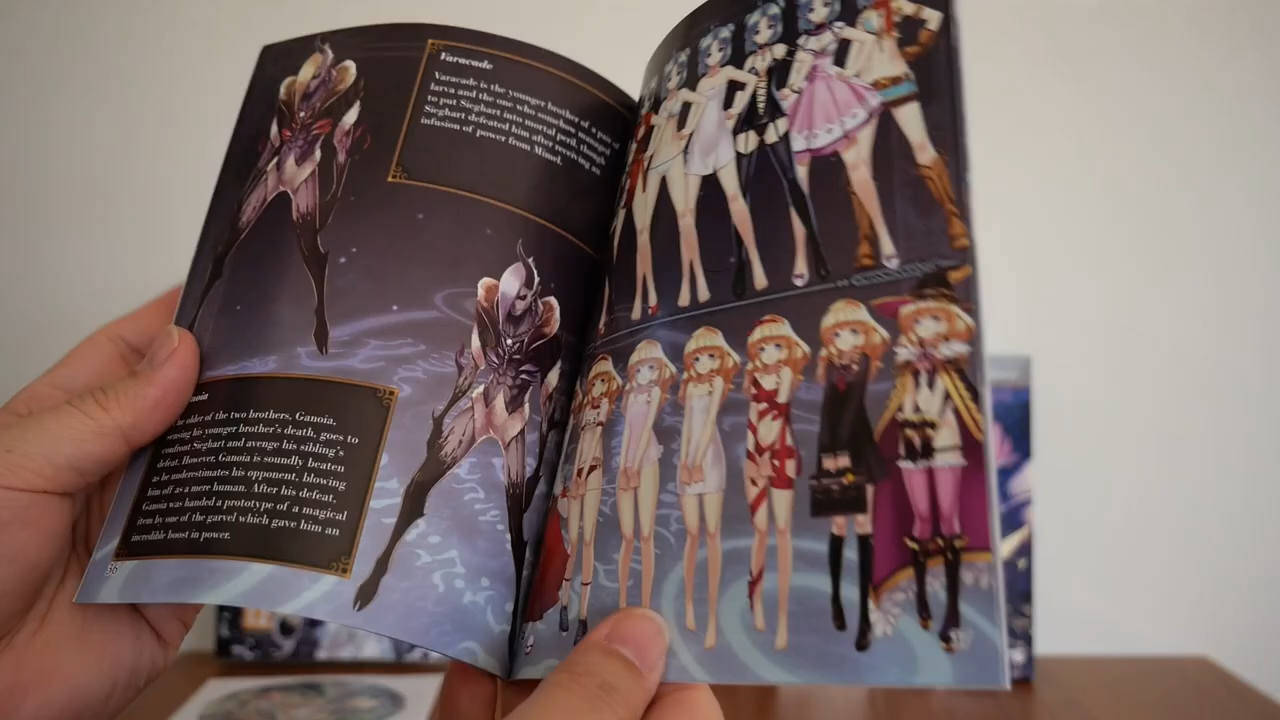 Varacade
Varacade is the younger brother of a pair of
larva and the one who somehow managed
to put Sieghart into mortal peril, though
Sieghart defeated him after receiving an
infusion of power from Mimel.
he older of the two brothers, Ganoia,
sensing his younger brother's death, goes to
confront Sieghart and avenge his sibling's
defeat. However, Ganoia is soundly beaten
as he underestimates his opponent, blowing
him off as a mere human. After his defeat,
Ganoia was handed a prototype of a magical
item by one of the garvel which gave him an
incredible boost in power.
36